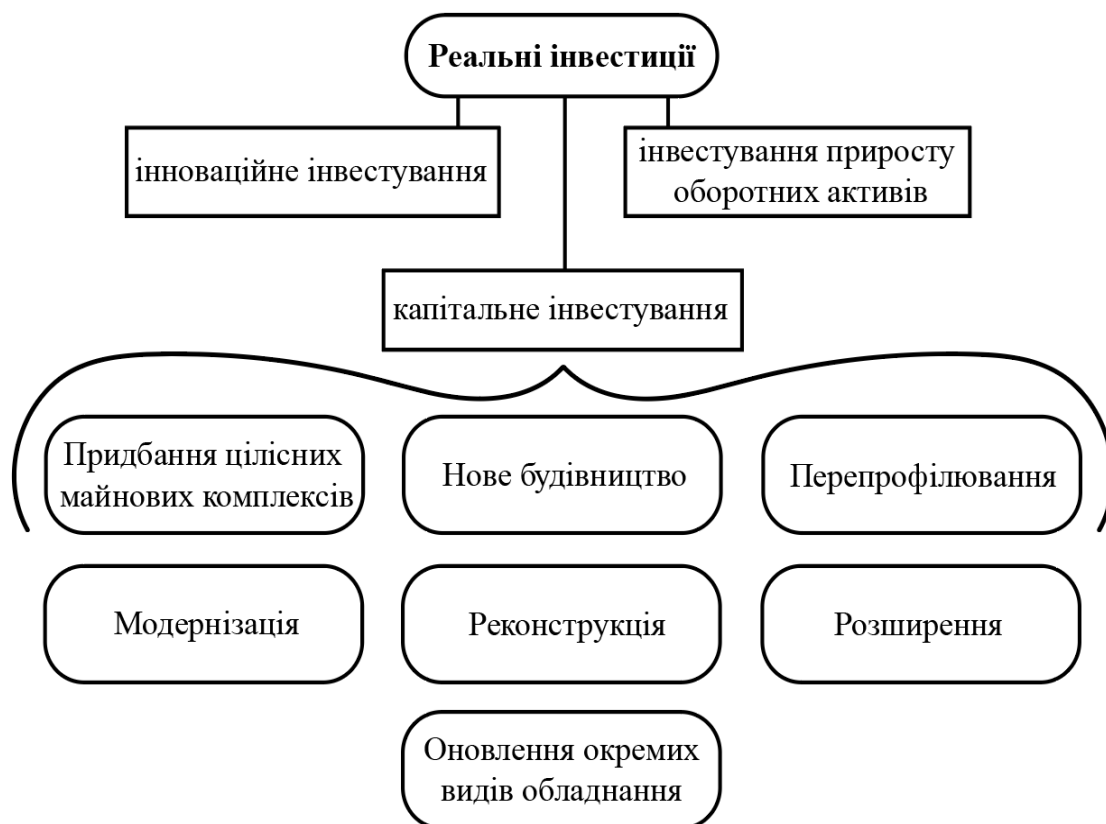 Реальні інвестиції
інноваційне інвестування
інвестування приросту
оборотних активів
капітальне інвестування
Придбання цілісних
майнових комплексів
Нове будівництво
Перепрофілювання
Модернізація
Реконструкція
Розширення
Оновлення окремих
видів обладнання